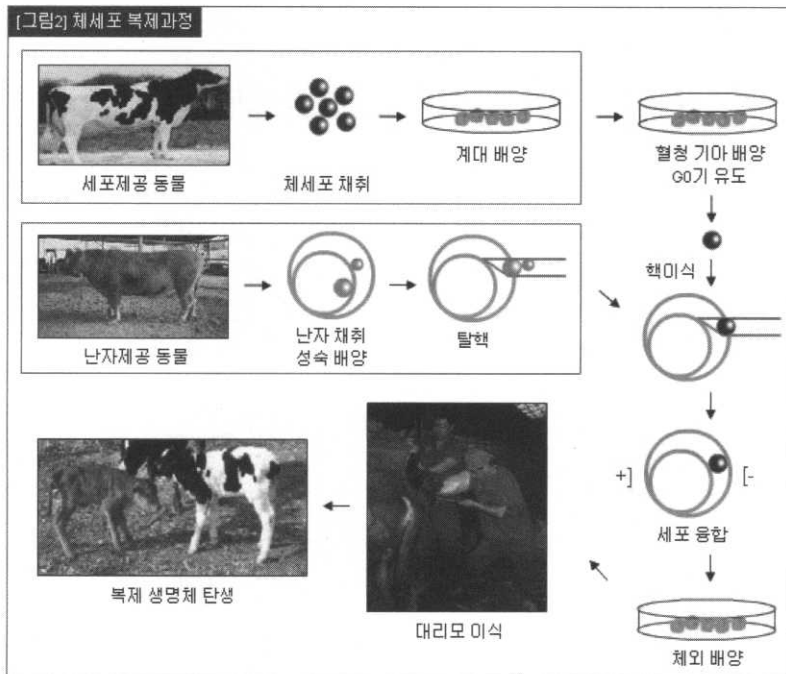 [그림2] 체세포 복제과정
세포제공 동물
체세포 채취
계대 배양
혈청 기아 배양
G0기 유도
핵이식
난자제공 동물
난자 채취
성숙 배양
탈핵
+]
[-
세포 융합
체외 배양
대리모 이식
복제 생명체 탄생